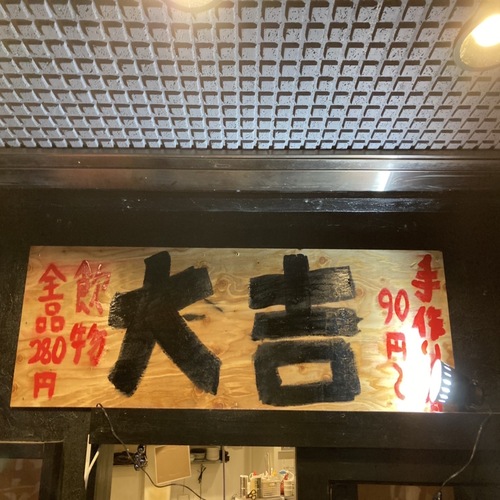 手作り
90円〜
大吉
飲物
全品280円